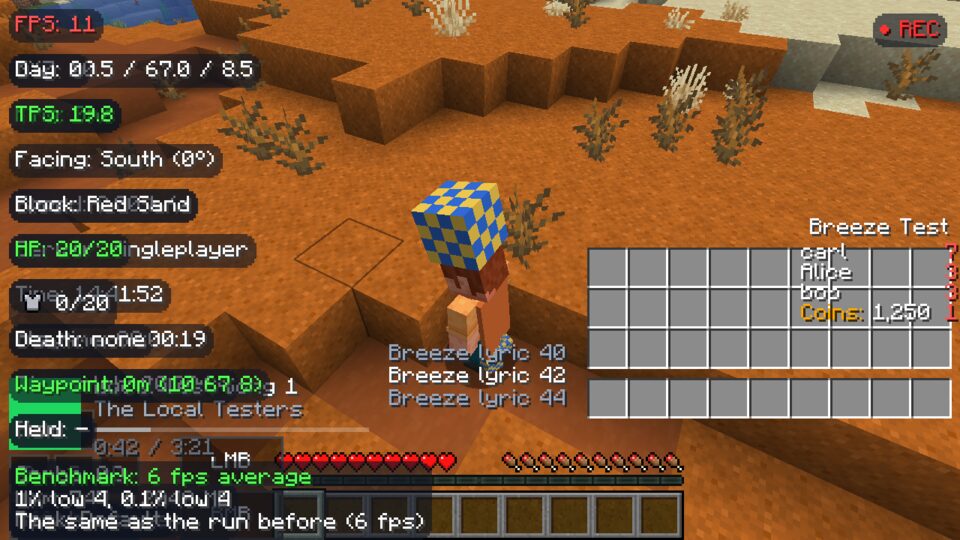 FPS: 11
REC
Day: 00.5 / 67.0 / 8.5
TPS: 19.8
Facing: South (0°)
Block: Red Sand
Breeze Test
HP: 20/20
ingleplayer
carl 7
Alice 3
bob 3
Coins: 1,250 1
0/20
:52
Death: none
00:19
Breeze lyric 40
Breeze lyric 42
Breeze lyric 44
Waypoint: 0m (10 67 8)
The Local Testers
Held: —
0:42 / 3:21
LMB
Benchmark: 6 fps average
1% low 4, 0.1% low 4
The same as the run before (6 fps)